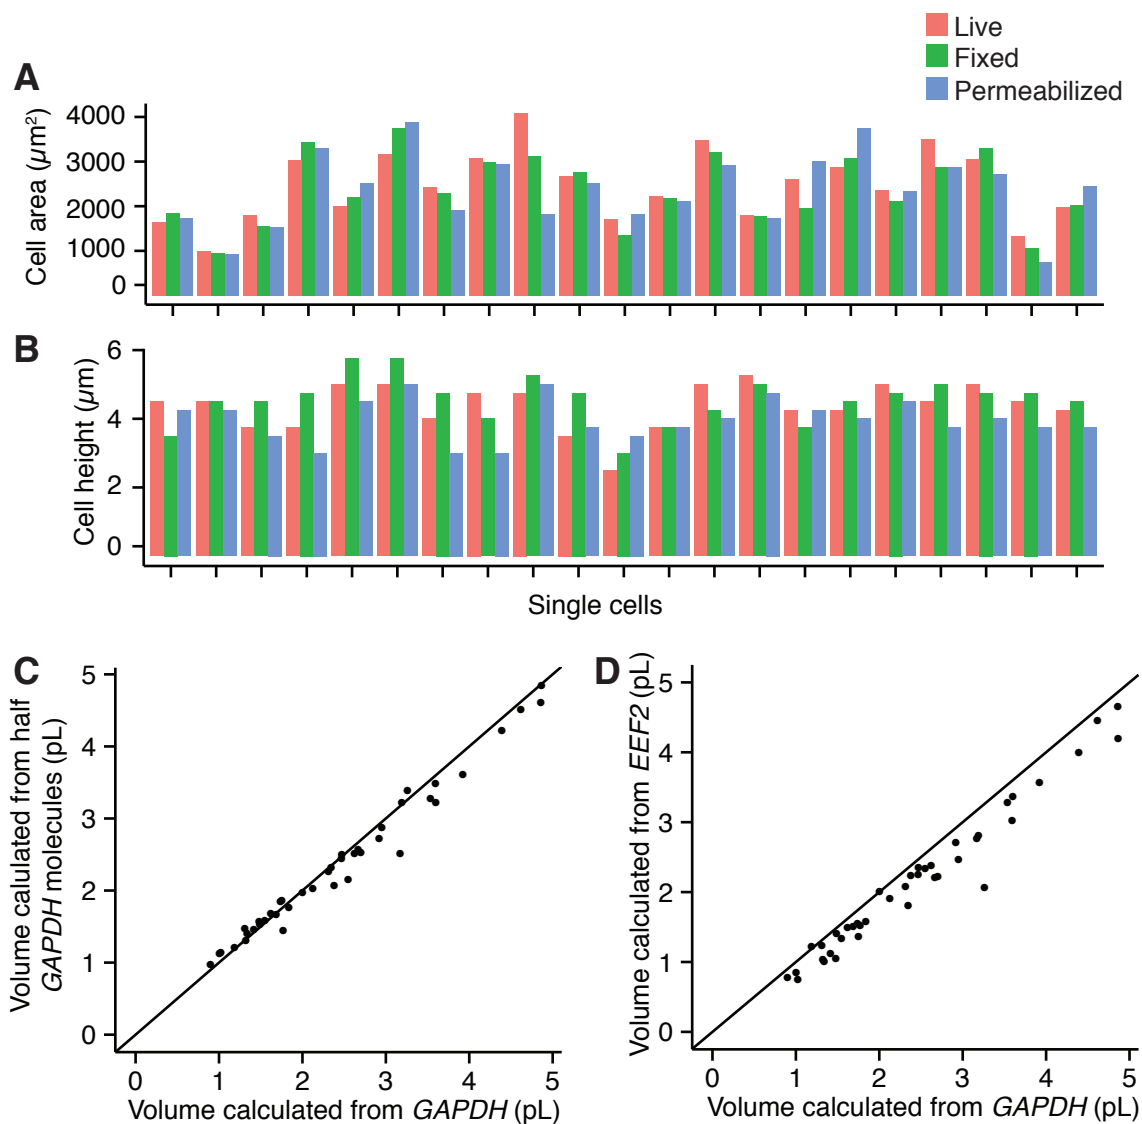 Live
Fixed
Permeabilized
A
Cell area (μm²)
4000
3000
2000
1000
0
B
Cell height (μm)
6
4
2
0
Single cells
C
Volume calulated from half
GAPDH molecules (pL)
5
4
3
2
1
0
0 1 2 3 4 5
Volume calculated from GAPDH (pL)
D
Volume calculated from EEF2 (pL)
5
4
3
2
1
0
0 1 2 3 4 5
Volume calculated from GAPDH (pL)